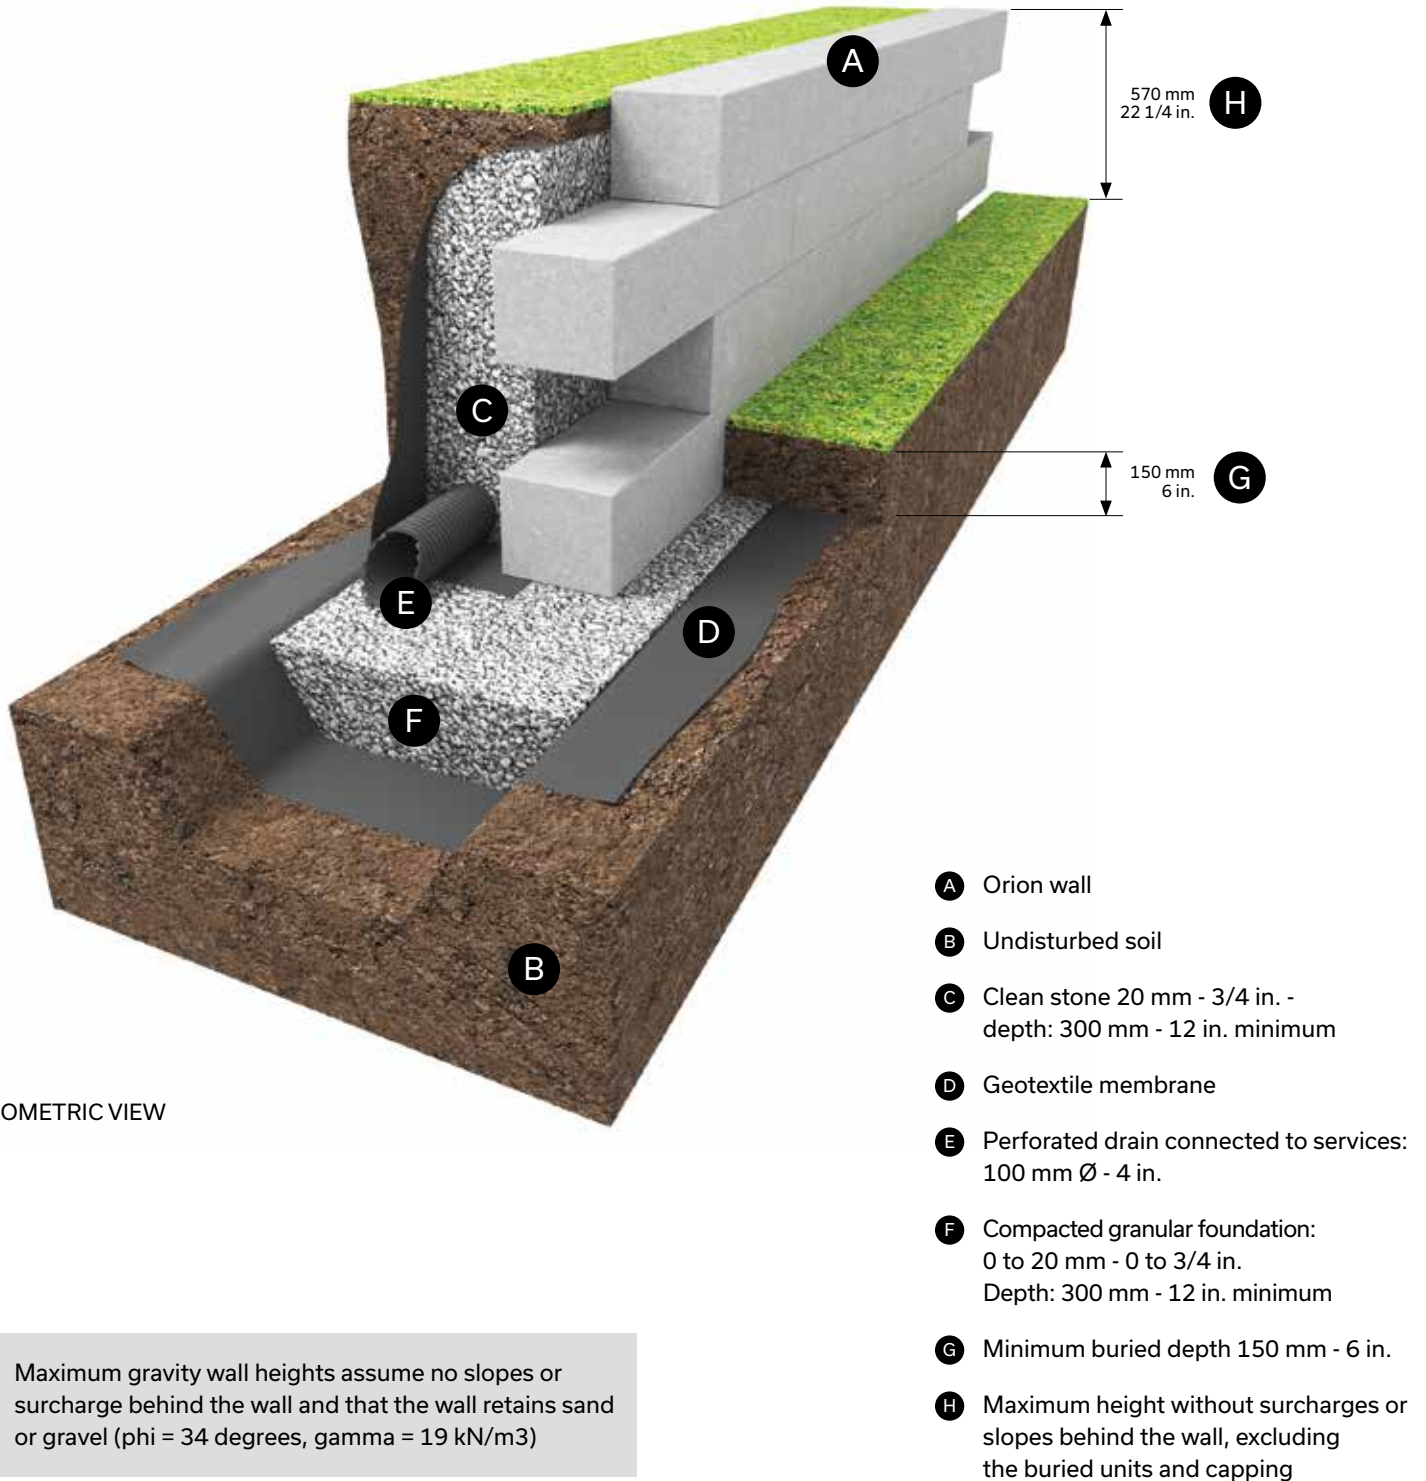 A
570 mm
22 1/4 in.
H
C
150 mm
6 in.
G
E
D
F
B
OMETRIC VIEW
A Orion wall
B Undisturbed soil
C Clean stone 20 mm - 3/4 in. -
depth: 300 mm - 12 in. minimum
D Geotextile membrane
E Perforated drain connected to services:
100 mm Ø - 4 in.
F Compacted granular foundation:
0 to 20 mm - 0 to 3/4 in.
Depth: 300 mm - 12 in. minimum
G Minimum buried depth 150 mm - 6 in.
H Maximum height without surcharges or
slopes behind the wall, excluding
the buried units and capping
Maximum gravity wall heights assume no slopes or
surcharge behind the wall and that the wall retains sand
or gravel (phi = 34 degrees, gamma = 19 kN/m3)